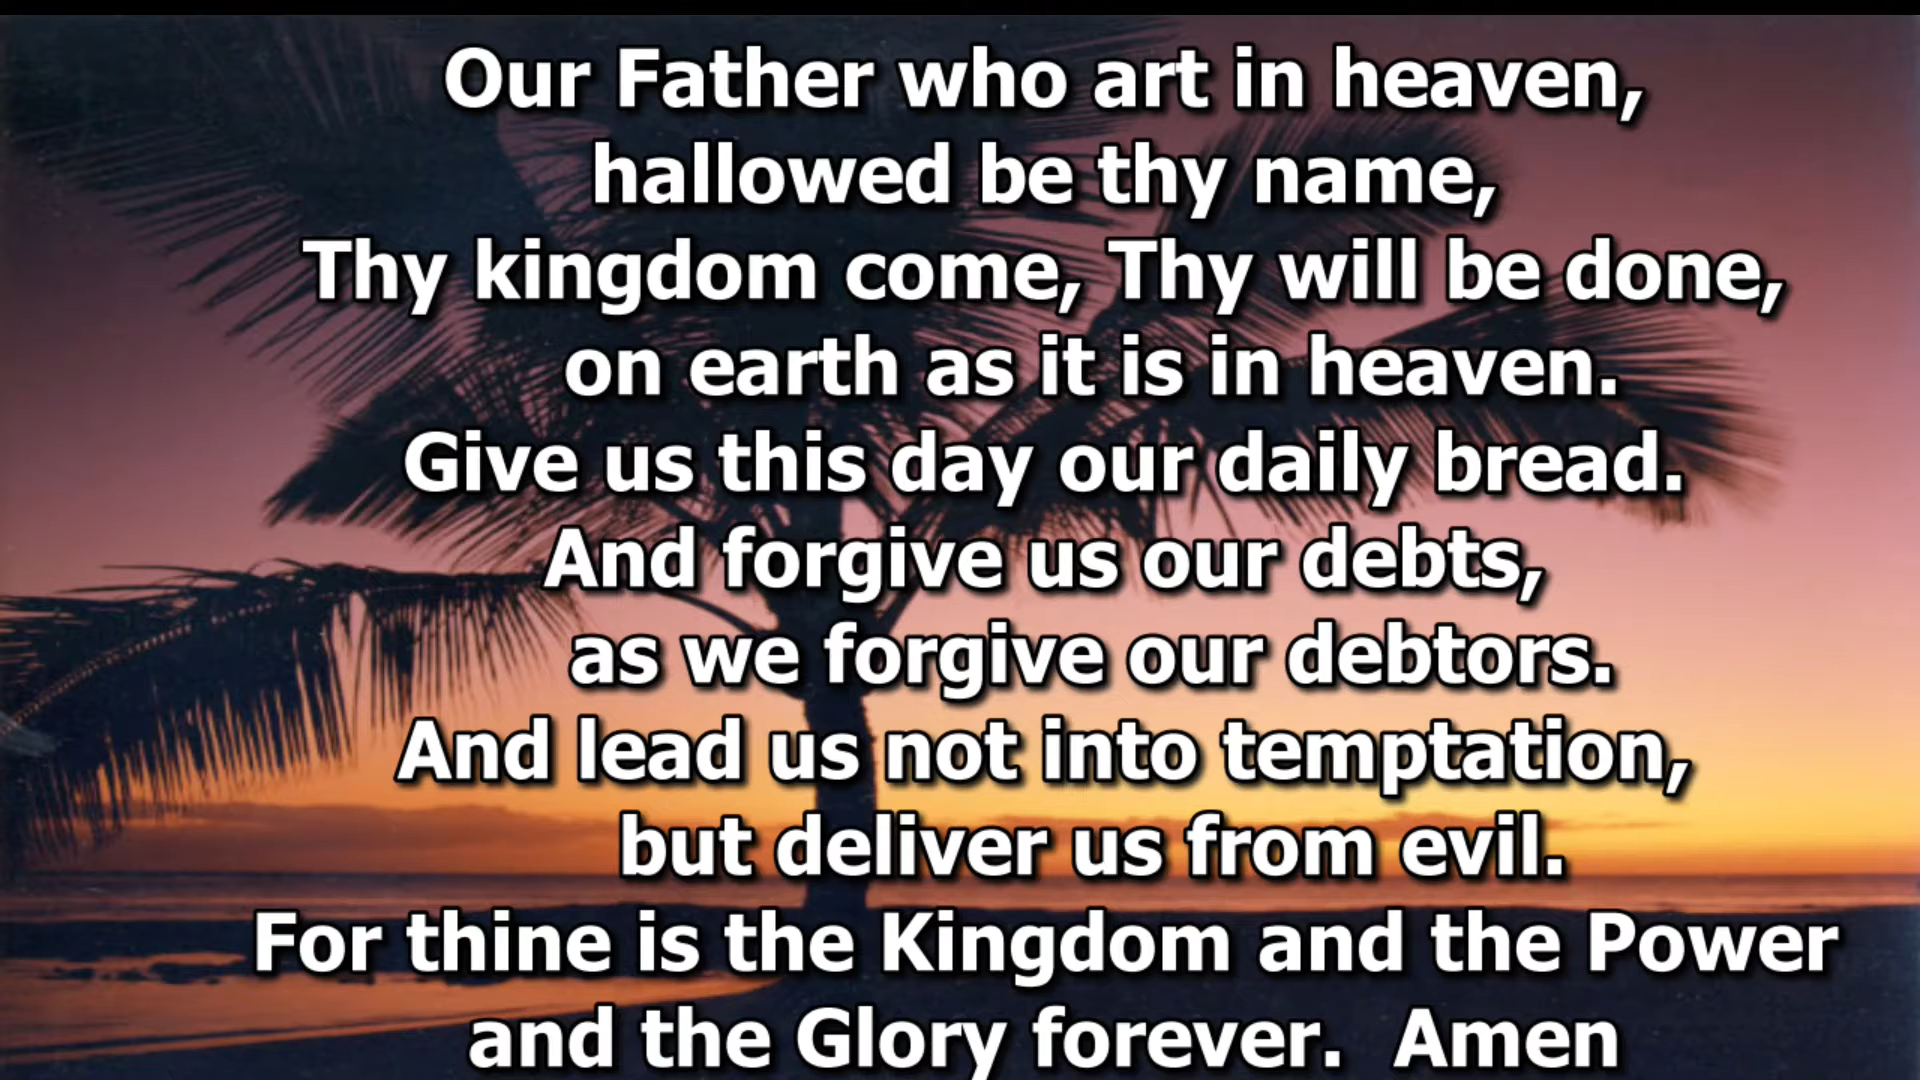 Our Father who art in heaven,
hallowed be thy name,
Thy kingdom come, Thy will be done,
on earth as it is in heaven.
Give us this day our daily bread.
And forgive us our debts,
as we forgive our debtors.
And lead us not into temptation,
but deliver us from evil.
For thine is the Kingdom and the Power
and the Glory forever.  Amen